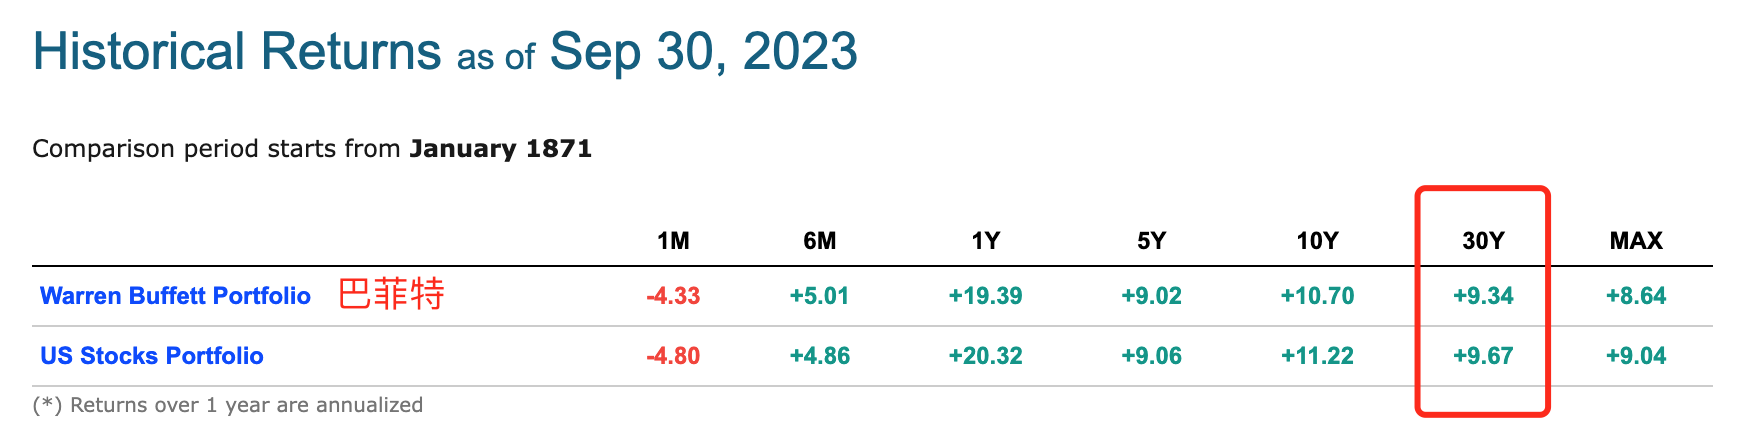 Historical Returns as of Sep 30, 2023
Comparison period starts from January 1871
1M 6M 1Y 5Y 10Y 30Y MAX
Warren Buffett Portfolio 巴菲特 -4.33 +5.01 +19.39 +9.02 +10.70 +9.34 +8.64
US Stocks Portfolio -4.80 +4.86 +20.32 +9.06 +11.22 +9.67 +9.04
(*) Returns over 1 year are annualized